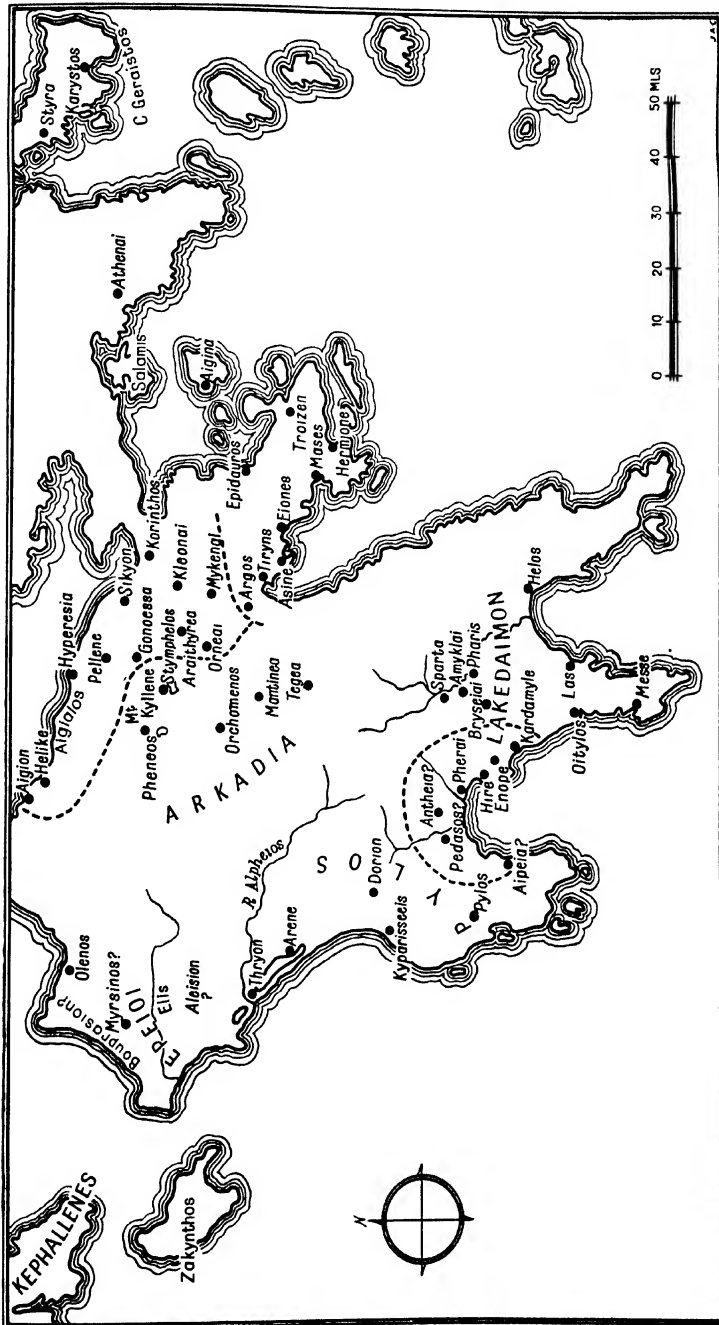 KEPHALLENES
Zakynthos
N
Olenos
Bouprasion?
Myrsinos?
EPEIOI
Elis
Aleision
?
Thryon
R Alpheios
Arene
Kyparisseeis
Dorion
PYLOS
Pylos
Aipeia?
Pedasos?
Antheia?
Pherai
Hire
Enope
Kardamyle
ARKADIA
Aigion
Helike
Aigialos
Hyperesia
Pellene
Gonoessa
Sikyon
Mt
Kyllene
Pheneos
Stymphelos
Araithyrea
Orneai
Orchomenos
Mantinea
Tegea
Korinthos
Kleonai
Mykenai
Argos
Tiryns
Asine
Eiones
Epidauros
Troizen
Mases
Hermione
Aigina
Salamis
Athenai
Styra
Karystos
C Geraistos
LAKEDAIMON
Sparta
Amyklai
Pharis
Bryseiai
Helos
Las
Oitylos
Messe
0 10 20 30 40 50 MLS